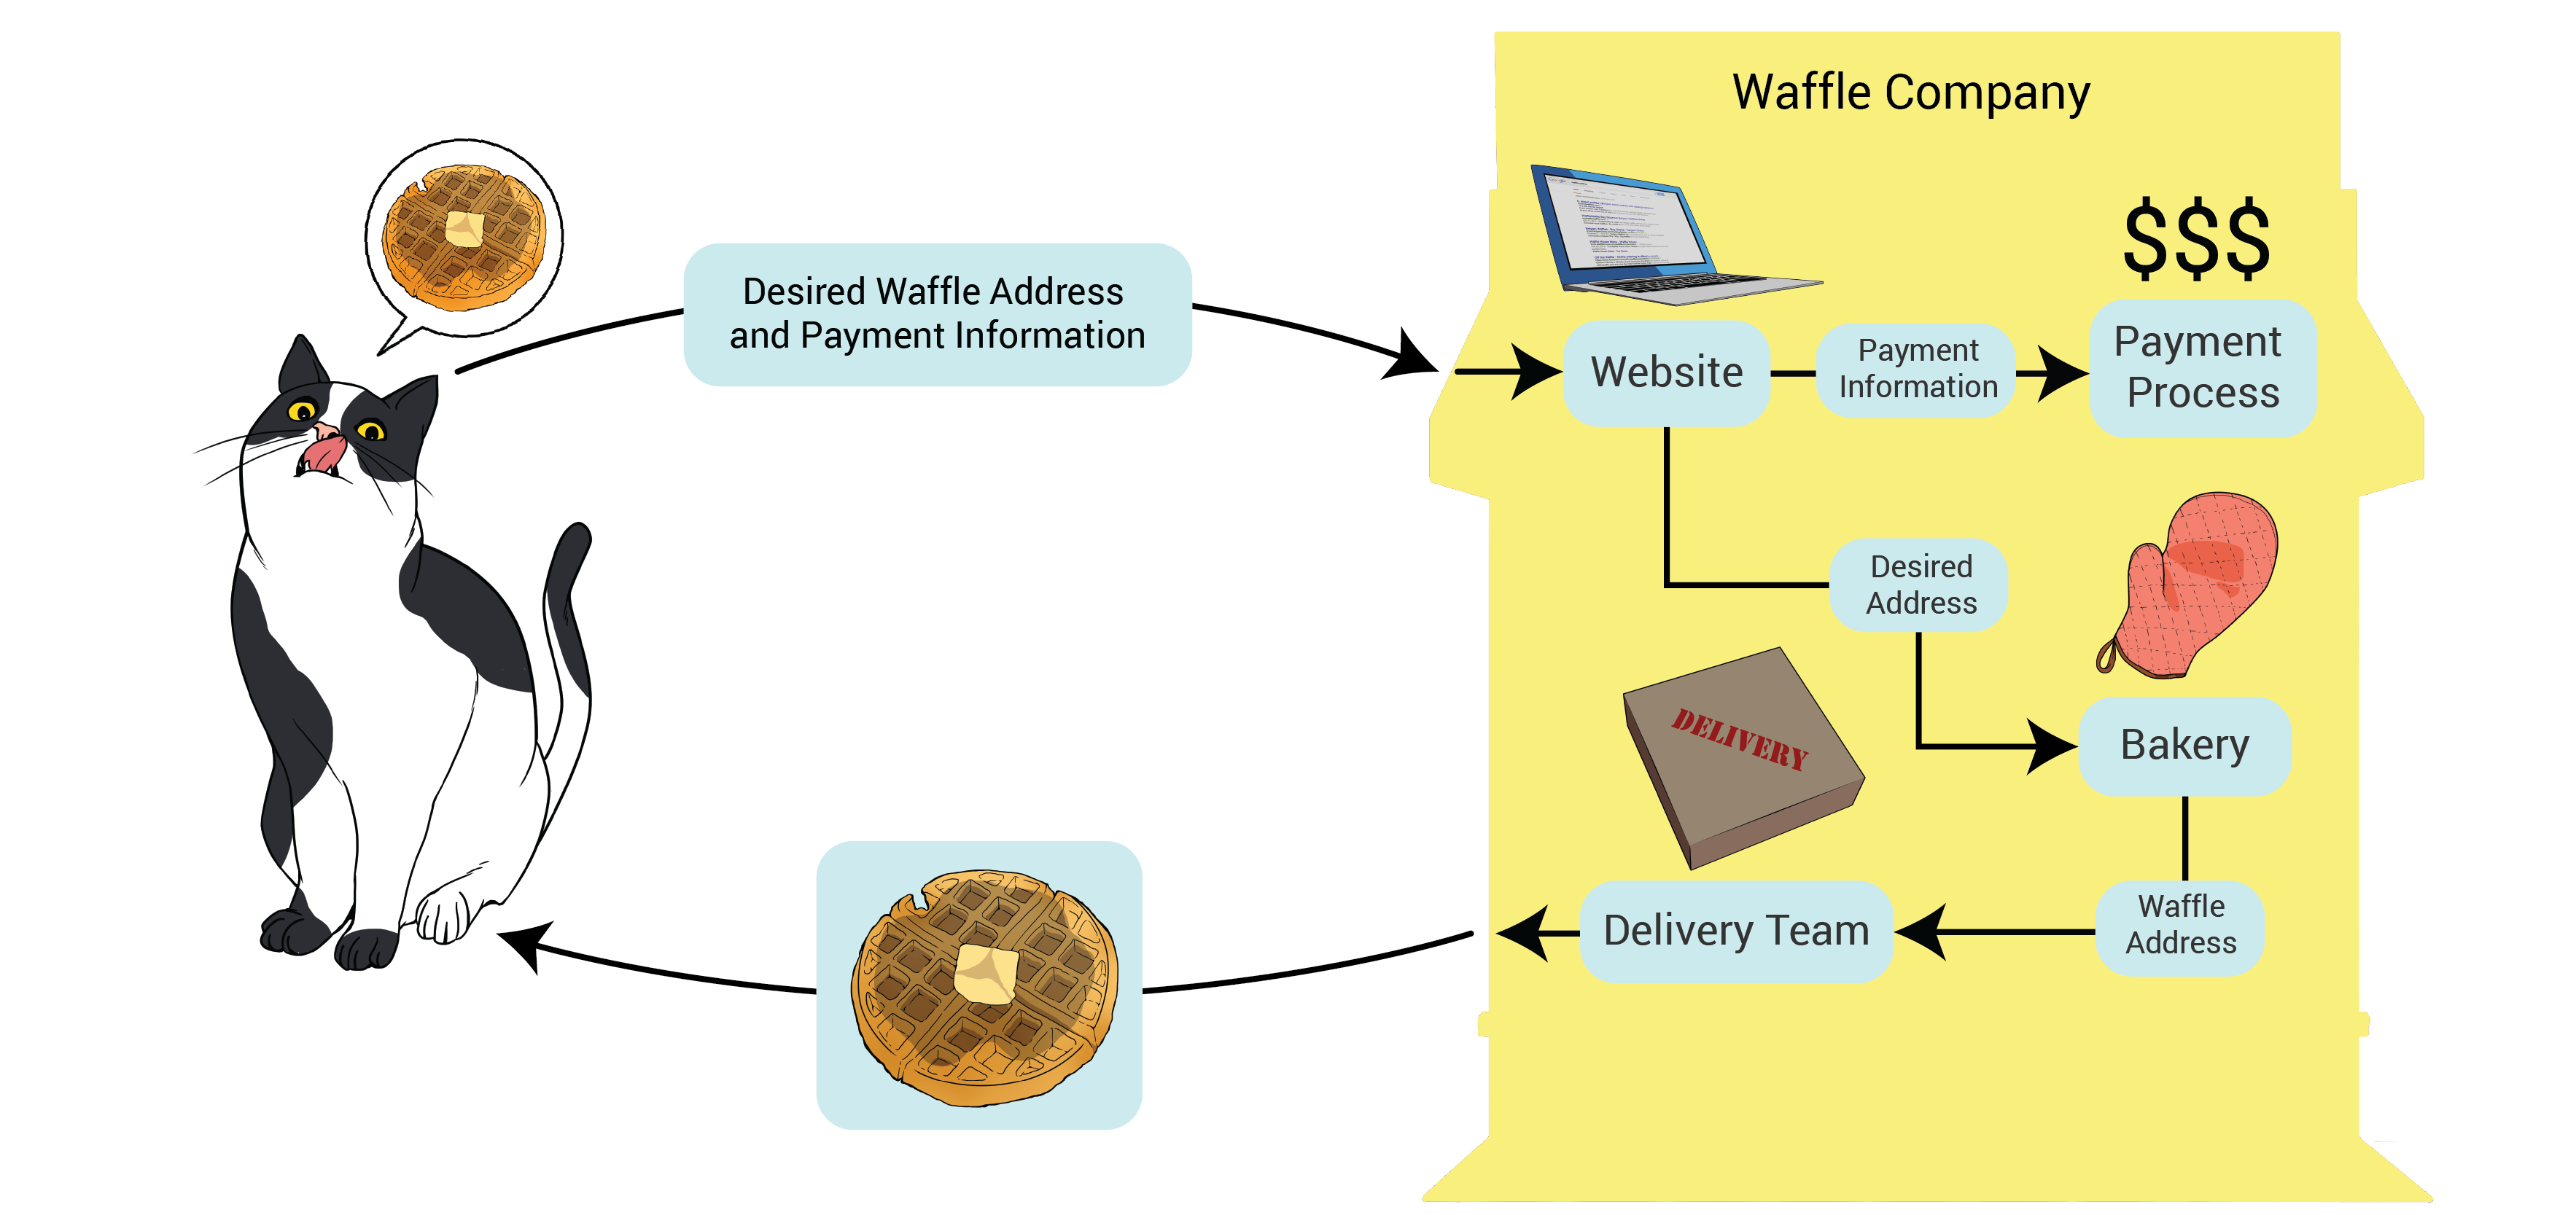 Waffle Company
Desired Waffle Address
and Payment Information
$$$
Website
Payment
Information
Payment
Process
Desired
Address
DELIVERY
Bakery
Delivery Team
Waffle
Address